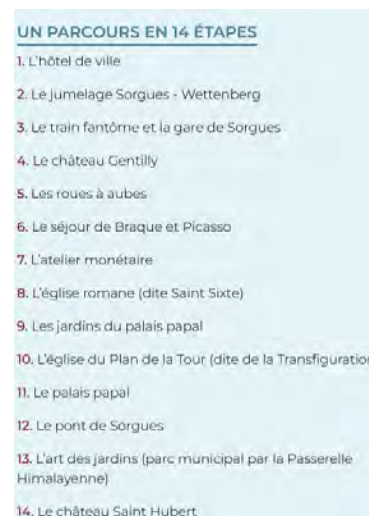 UN PARCOURS EN 14 ÉTAPES
1. L'hôtel de ville
2. Le jumelage Sorgues - Wettenberg
3. Le train fantôme et la gare de Sorgues
4. Le château Gentilly
5. Les roues à aubes
6. Le séjour de Braque et Picasso
7. L'atelier monétaire
8. L'église romane (dite Saint Sixte)
9. Les jardins du palais papal
10. L'église du Plan de la Tour (dite de la Transfiguration
11. Le palais papal
12. Le pont de Sorgues
13. L'art des jardins (parc municipal par la Passerelle
Himalayenne)
14. Le château Saint Hubert